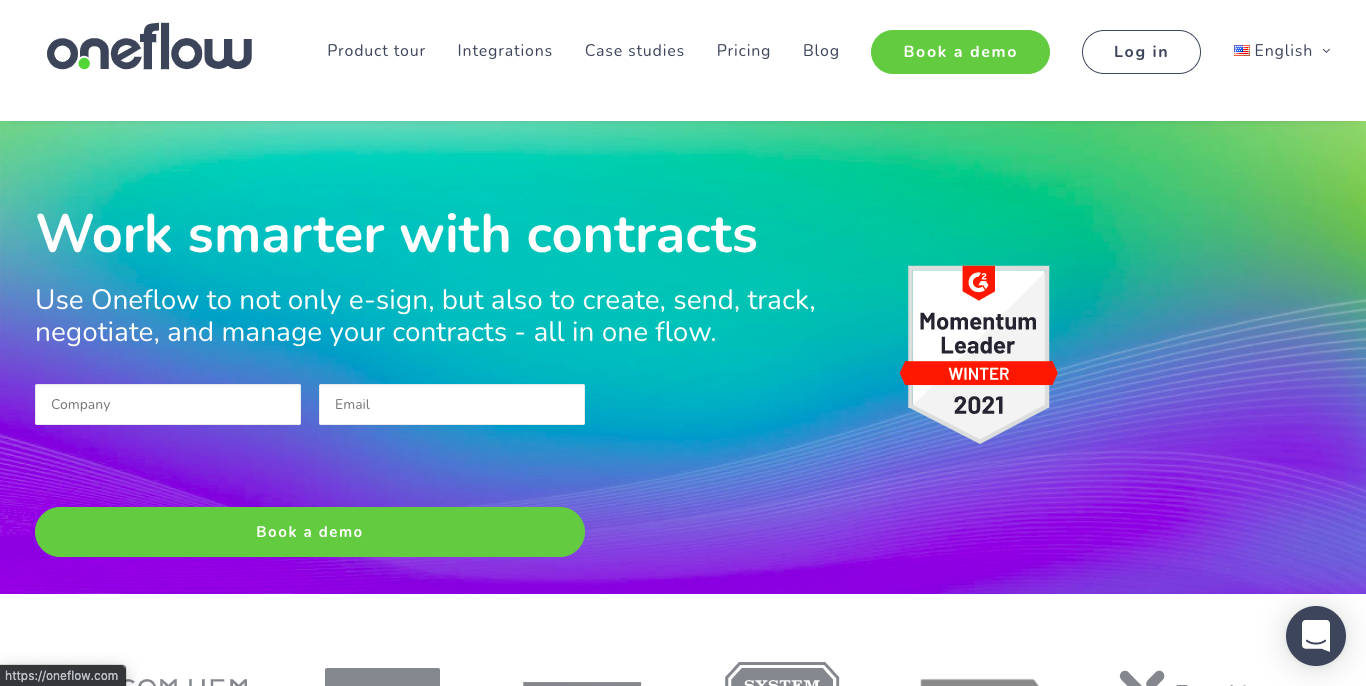 oneflow
Product tour
Integrations
Case studies
Pricing
Blog
Book a demo
Log in
English
Work smarter with contracts
Use Oneflow to not only e-sign, but also to create, send, track,
negotiate, and manage your contracts - all in one flow.
Company
Email
Book a demo
G2
Momentum
Leader
WINTER
2021
https://oneflow.com
SYSTEM